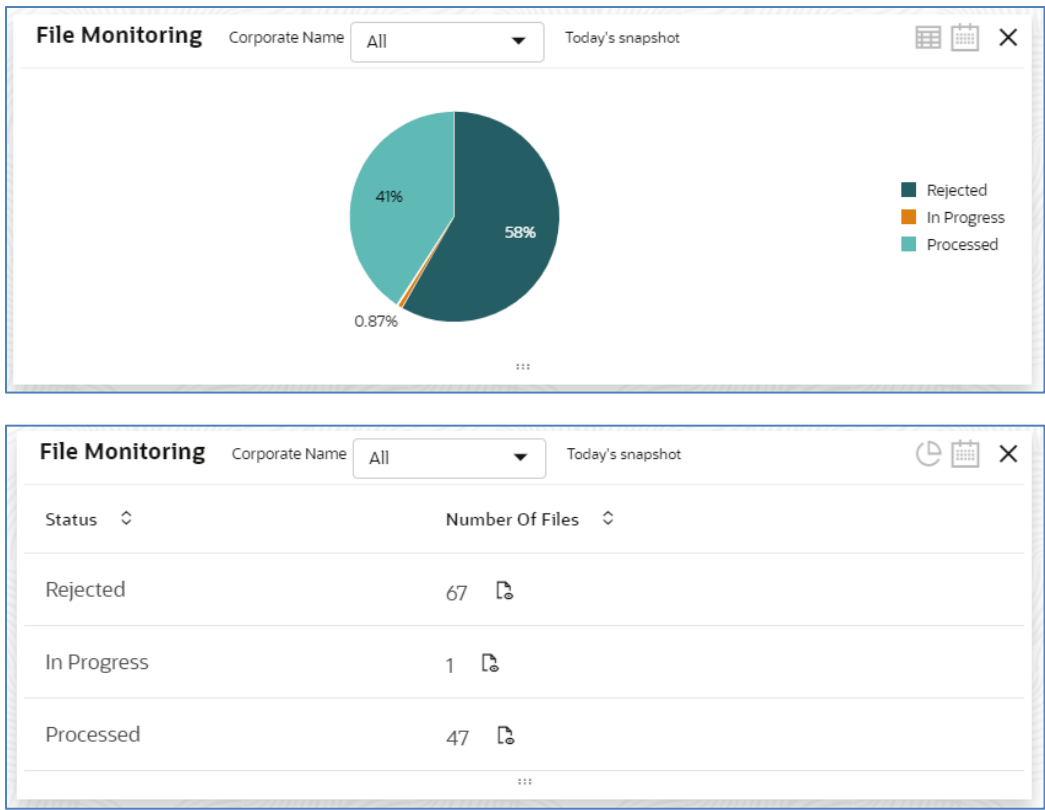 File Monitoring Corporate Name All Today's snapshot
41%
58%
0.87%
Rejected
In Progress
Processed
File Monitoring Corporate Name All Today's snapshot
Status Number Of Files
Rejected 67
In Progress 1
Processed 47